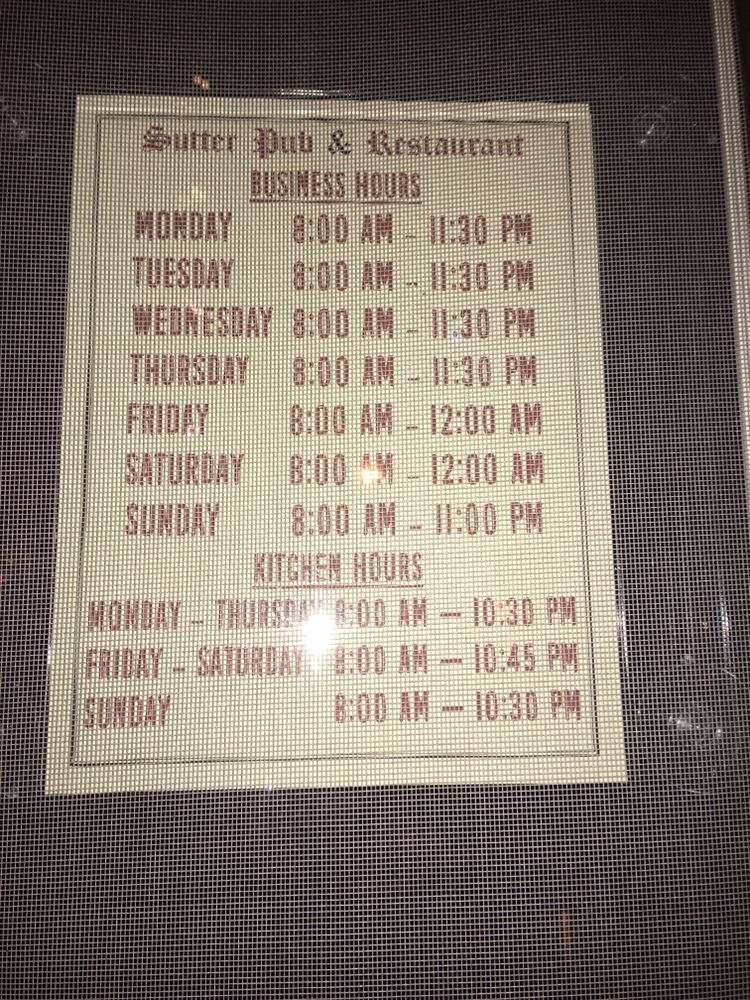 Sutter Pub & Restaurant
BUSINESS HOURS
MONDAY 8:00 AM - 11:30 PM
TUESDAY 8:00 AM - 11:30 PM
WEDNESDAY 8:00 AM - 11:30 PM
THURSDAY 8:00 AM - 11:30 PM
FRIDAY 8:00 AM - 12:00 AM
SATURDAY 8:00 AM - 12:00 AM
SUNDAY 8:00 AM - 11:00 PM
KITCHEN HOURS
MONDAY - THURSDAY 8:00 AM — 10:30 PM
FRIDAY - SATURDAY 8:00 AM — 10:45 PM
SUNDAY 8:00 AM — 10:30 PM